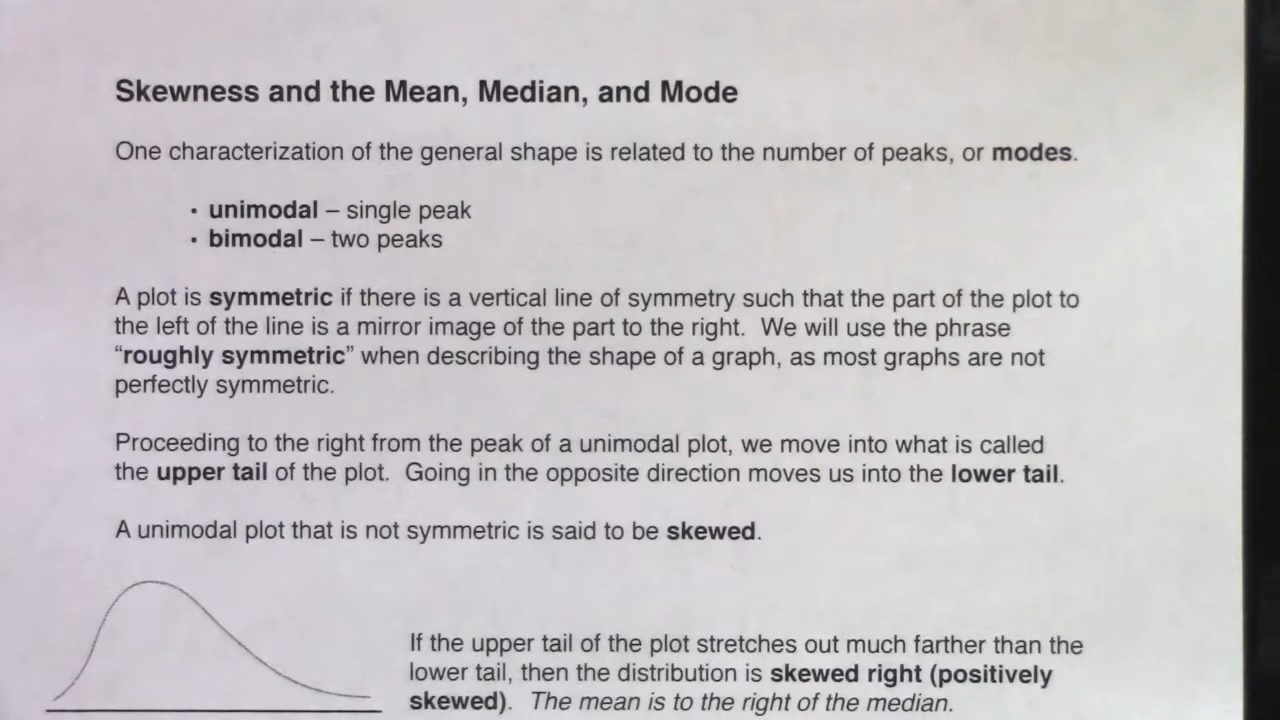 Skewness and the Mean, Median, and Mode
One characterization of the general shape is related to the number of peaks, or modes.
• unimodal – single peak
• bimodal – two peaks
A plot is symmetric if there is a vertical line of symmetry such that the part of the plot to
the left of the line is a mirror image of the part to the right.  We will use the phrase
“roughly symmetric” when describing the shape of a graph, as most graphs are not
perfectly symmetric.
Proceeding to the right from the peak of a unimodal plot, we move into what is called
the upper tail of the plot.  Going in the opposite direction moves us into the lower tail.
A unimodal plot that is not symmetric is said to be skewed.
If the upper tail of the plot stretches out much farther than the
lower tail, then the distribution is skewed right (positively
skewed).  The mean is to the right of the median.